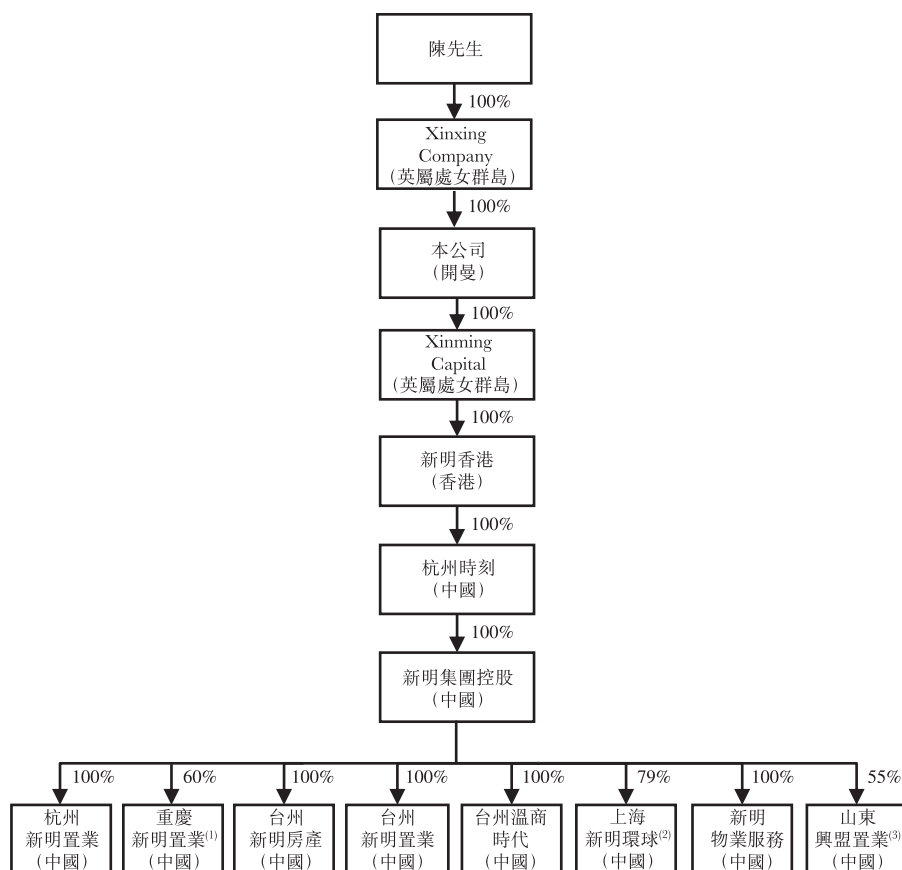 陳先生
100%
Xinxing
Company
(英屬處女群島)
100%
本公司
(開曼)
100%
Xinming
Capital
(英屬處女群島)
100%
新明香港
(香港)
100%
杭州時刻
(中國)
100%
新明集團控股
(中國)
100%
杭州
新明置業
(中國)
60%
重慶
新明置業(1)
(中國)
100%
台州
新明房產
(中國)
100%
台州
新明置業
(中國)
100%
台州溫商
時代
(中國)
79%
上海
新明環球(2)
(中國)
100%
新明
物業服務
(中國)
55%
山東
興盟置業(3)
(中國)